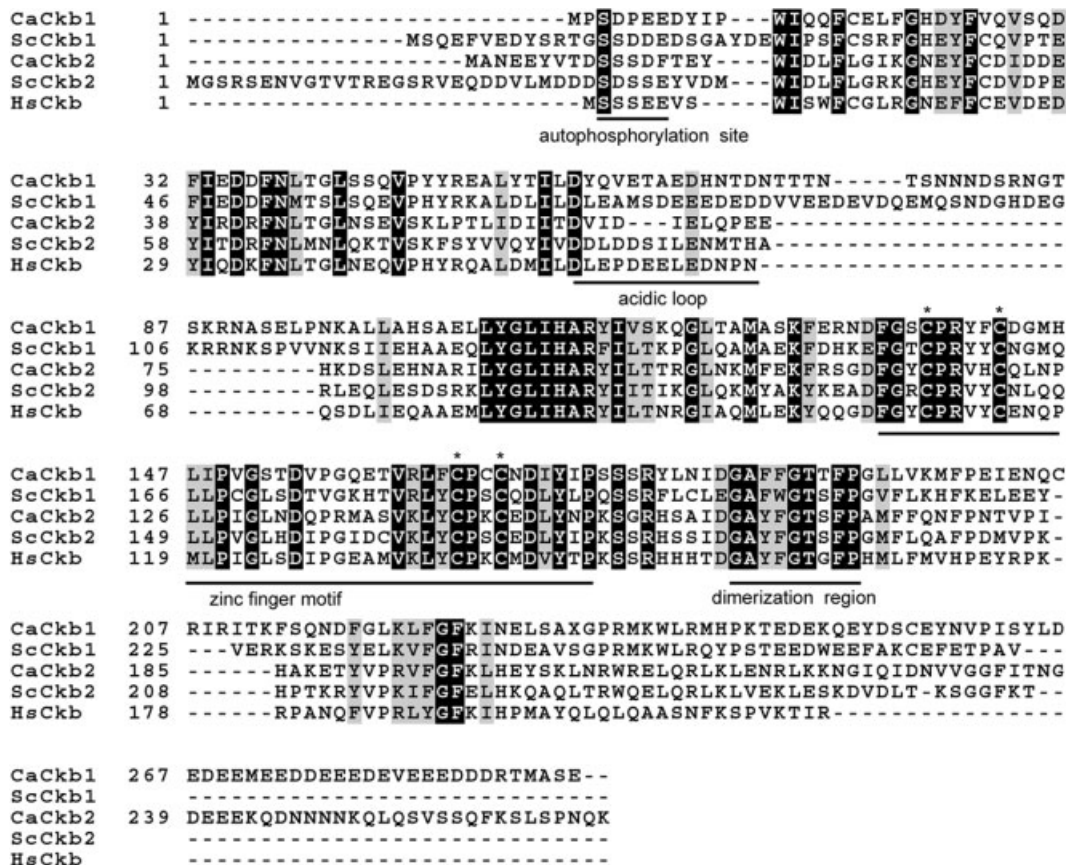 CaCkb1 1 ---------------------------MPSDPEEDYIP---WIQQFCELFGHDYFVQVSQD
ScCkb1 1 ---------------MSQEFVEDYSRTGSSDDEDSGAYDEWIPSFCSRFGHEYFCQVPTE
CaCkb2 1 -------------------MANEEYVTDSSSDFTEY----WIDLFLGIKGNEYFCDIDDE
ScCkb2 1 MGSRSENVGTVTREGSRVEQDDVLMDDDSDSSEYVDM---WIDLFLGRKGHEYFCDVDPE
HsCkb 1 ----------------------------MSSSEEVS----WISWFCGLRGNEFFCEVDED
autophosphorylation site
CaCkb1 32 FIEDDFNLTGLSSQVPYYREALYTILDYQVETAEDHNTDNTTTN-----TSNNNDSRNGT
ScCkb1 46 FIEDDFNMTSLSQEVPHYRKALDLILDLEAMSDEEEDEDDVVEEDEVDQEMQSNDGHDEG
CaCkb2 38 YIRDRFNLTGLNSEVSKLPTLIDIITDVID---IELQPEE--------------------
ScCkb2 58 YITDRFNLMNLQKTVSKFSYVVQYIVDDLDDSILENMTHA--------------------
HsCkb 29 YIQDKFNLTGLNEQVPHYRQALDMILDLEPDEELEDNPN---------------------
acidic loop
* *
CaCkb1 87 SKRNASELPNKALLAHSAELLYGLIHARYIVSKQGLTAMASKFERNDFGSCPRYFCDGMH
ScCkb1 106 KRRNKSPVVNKSIIEHAAEQLYGLIHARFILTKPGLQAMAEKFDHKEFGTCPRYYCNGMQ
CaCkb2 75 ---------HKDSLEHNARILYGLIHARYILTTRGLNKMFEKFRSGDFGYCPRVHCQLNP
ScCkb2 98 ---------RLEQLESDSRKLYGLIHARYIITIKGLQKMYAKYKEADFGRCPRVYCNLQQ
HsCkb 68 ---------QSDLIEQAAEMLYGLIHARYILTNRGIAQMLEKYQQGDFGYCPRVYCENQP
* *
CaCkb1 147 LIPVGSTDVPGQETVRLFCPCCNDIYIPSSSRYLNIDGAFFGTTFPGLLVKMFPEIENQC
ScCkb1 166 LLPCGLSDTVGKHTVRLYCPSCQDLYLPQSSRFLCLEGAFWGTSFPGVFLKHFKELEEY-
CaCkb2 126 LLPIGLNDQPRMASVKLYCPKCEDLYNPKSGRHSAIDGAYFGTSFPAMFFQNFPNTVPI-
ScCkb2 149 LLPVGLHDIPGIDCVKLYCPSCEDLYIPKSSRHSSIDGAYFGTSFPGMFLQAFPDMVPK-
HsCkb 119 MLPIGLSDIPGEAMVKLYCPKCMDVYTPKSSRHHHTDGAYFGTGFPHMLFMVHPEYRPK-
zinc finger motif dimerization region
CaCkb1 207 RIRITKFSQNDFGLKLFGFKINELSAXGPRMKWLRMHPKTEDEKQEYDSCEYNVPISYLD
ScCkb1 225 ---VERKSKESYELKVFGFRINDEAVSGPRMKWLRQYPSTEEDWEEFAKCEFETPAV---
CaCkb2 185 ------HAKETYVPRVFGFKLHEYSKLNRWRELQRLKLENRLKKNGIQIDNVVGGFITNG
ScCkb2 208 ------HPTKRYVPKIFGFELHKQAQLTRWQELQRLKLVEKLESKDVDLT-KSGGFKT--
HsCkb 178 ------RPANQFVPRLYGFKIHPMAYQLQLQAASNFKSPVKTIR----------------
CaCkb1 267 EDEEMEEDDEEEDEVEEEDDDRTMASE--
ScCkb1 -----------------------------
CaCkb2 239 DEEEKQDNNNNKQLQSVSSQFKSLSPNQK
ScCkb2 -----------------------------
HsCkb -----------------------------